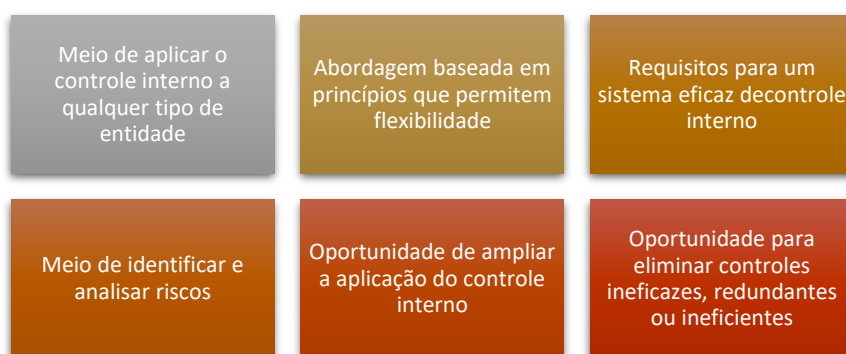 Meio de aplicar o
controle interno a
qualquer tipo de
entidade
Abordagem baseada em
princípios que permitem
flexibilidade
Requisitos para um
sistema eficaz decontrole
interno
Meio de identificar e
analisar riscos
Oportunidade de ampliar
a aplicação do controle
interno
Oportunidade para
eliminar controles
ineficazes, redundantes
ou ineficientes